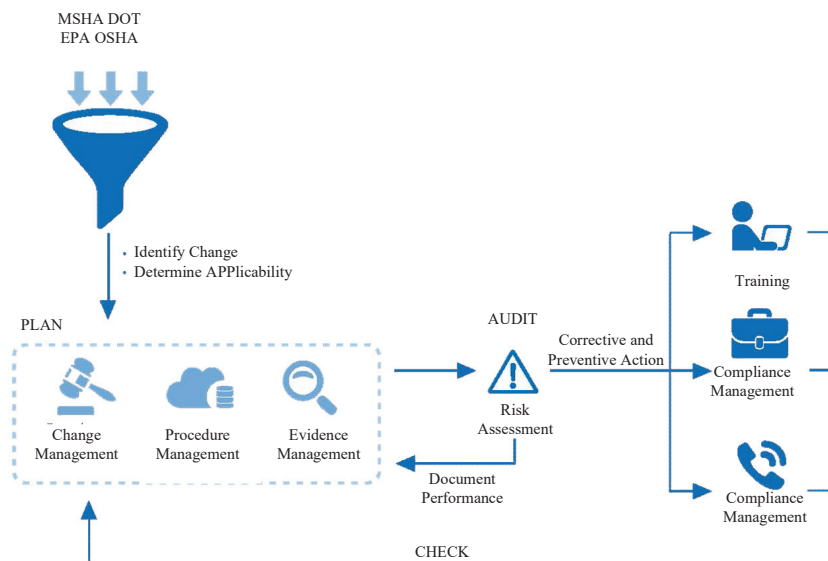 MSHA DOT
EPA OSHA
• Identify Change
• Determine APPlicability
PLAN
Change
Management
Procedure
Management
Evidence
Management
AUDIT
Risk
Assessment
Corrective and
Preventive Action
Document
Performance
Training
Compliance
Management
Compliance
Management
CHECK